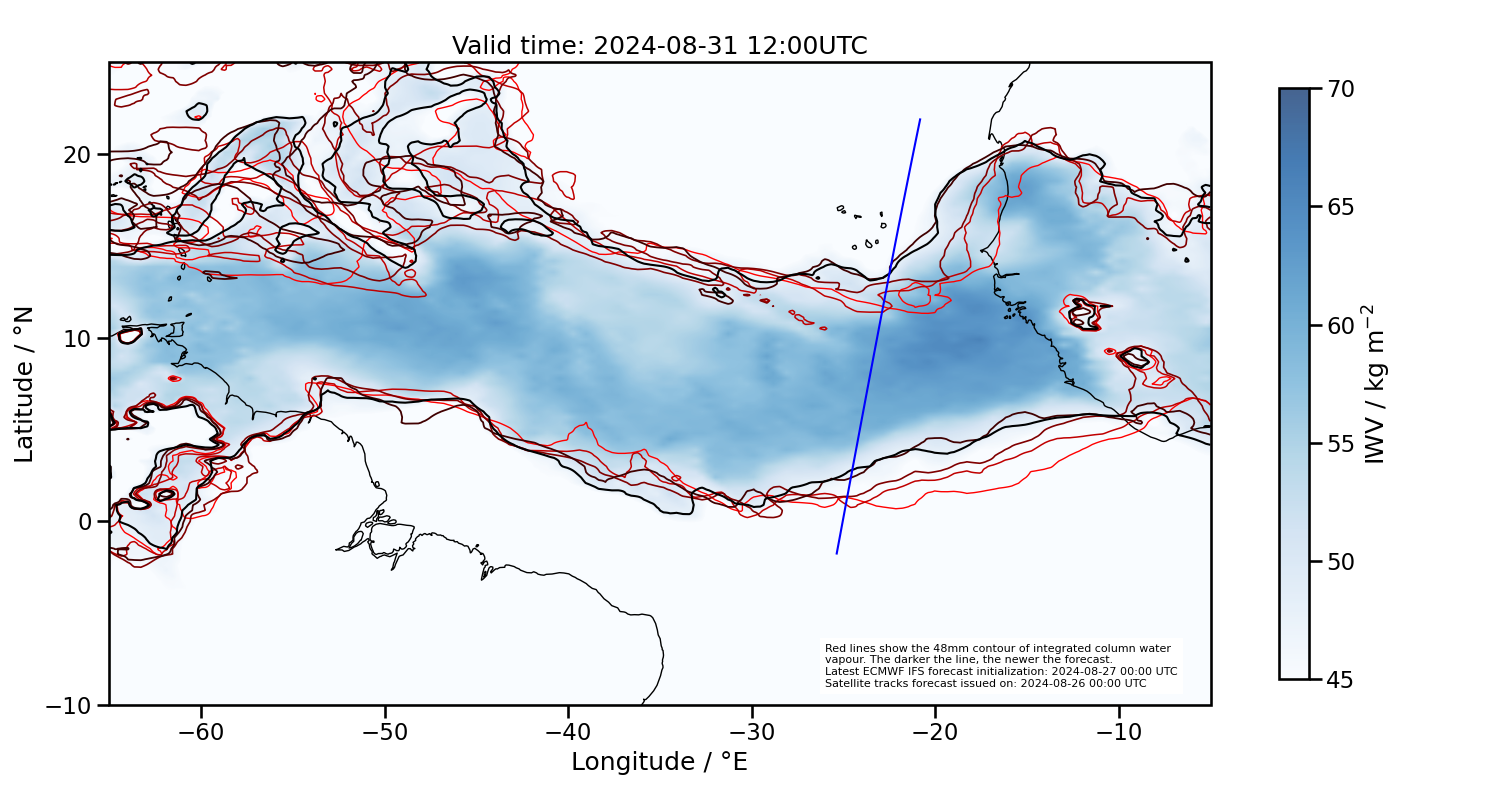 Valid time: 2024-08-31 12:00UTC
Latitude / °N
20
10
0
−10
−60
−50
−40
−30
−20
−10
Longitude / °E
Red lines show the 48mm contour of integrated column water
vapour. The darker the line, the newer the forecast.
Latest ECMWF IFS forecast initialization: 2024-08-27 00:00 UTC
Satellite tracks forecast issued on: 2024-08-26 00:00 UTC
70
65
60
55
50
45
IWV / kg m⁻²